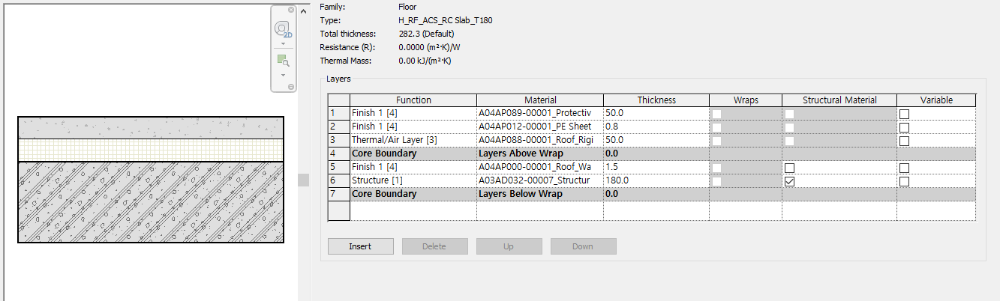 2D
Family: Floor
Type: H_RF_ACS_RC Slab_T180
Total thickness: 282.3 (Default)
Resistance (R): 0.0000 (m²·K)/W
Thermal Mass: 0.00 kJ/(m²·K)
Layers
Function Material Thickness Wraps Structural Material Variable
1 Finish 1 [4] A04AP089-00001_Protectiv 50.0
2 Finish 1 [4] A04AP012-00001_PE Sheet 0.8
3 Thermal/Air Layer [3] A04AP088-00001_Roof_Rigi 50.0
4 Core Boundary Layers Above Wrap 0.0
5 Finish 1 [4] A04AP000-00001_Roof_Wa 1.5
6 Structure [1] A03AD032-00007_Structur 180.0
7 Core Boundary Layers Below Wrap 0.0
Insert Delete Up Down